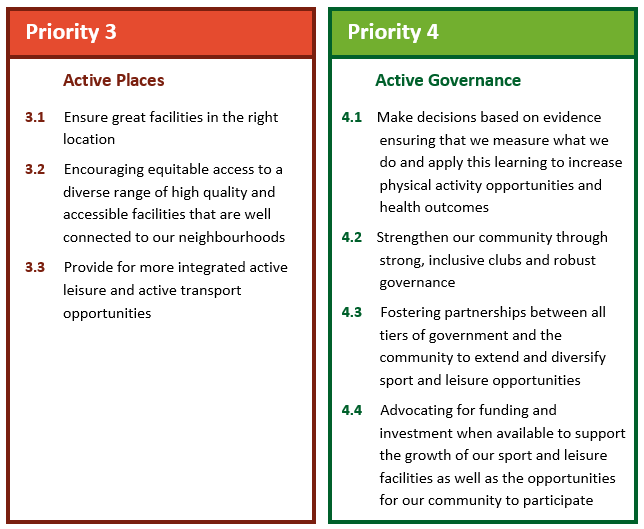 Priority 3
Active Places
3.1 Ensure great facilities in the right
location
3.2 Encouraging equitable access to a
diverse range of high quality and
accessible facilities that are well
connected to our neighbourhoods
3.3 Provide for more integrated active
leisure and active transport
opportunities
Priority 4
Active Governance
4.1 Make decisions based on evidence
ensuring that we measure what we
do and apply this learning to increase
physical activity opportunities and
health outcomes
4.2 Strengthen our community through
strong, inclusive clubs and robust
governance
4.3 Fostering partnerships between all
tiers of government and the
community to extend and diversify
sport and leisure opportunities
4.4 Advocating for funding and
investment when available to support
the growth of our sport and leisure
facilities as well as the opportunities
for our community to participate